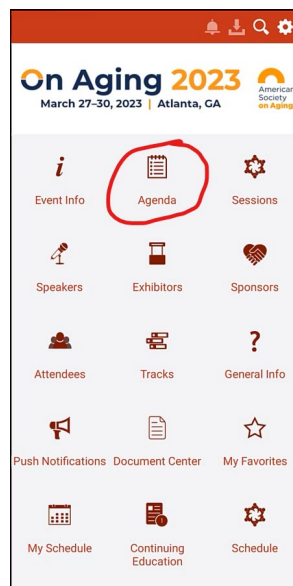 On Aging 2023
March 27–30, 2023 | Atlanta, GA
American
Society
on Aging
Event Info
Agenda
Sessions
Speakers
Exhibitors
Sponsors
Attendees
Tracks
General Info
Push Notifications
Document Center
My Favorites
My Schedule
Continuing
Education
Schedule